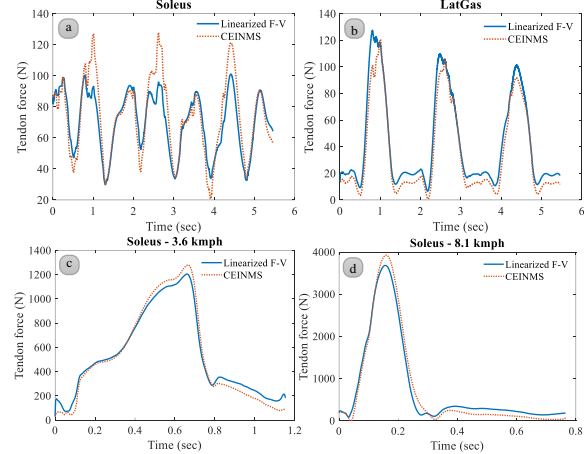 Soleus
a
Linearized F-V
CEINMS
Tendon force (N)
140
120
100
80
60
40
20
0 1 2 3 4 5 6
Time (sec)
LatGas
b
Linearized F-V
CEINMS
Tendon force (N)
140
120
100
80
60
40
20
0
0 1 2 3 4 5 6
Time (sec)
Soleus - 3.6 kmph
c
Linearized F-V
CEINMS
Tendon force (N)
1400
1200
1000
800
600
400
200
0
0 0.2 0.4 0.6 0.8 1 1.2
Time (sec)
Soleus - 8.1 kmph
d
Linearized F-V
CEINMS
Tendon force (N)
4000
3000
2000
1000
0
0 0.2 0.4 0.6 0.8
Time (sec)